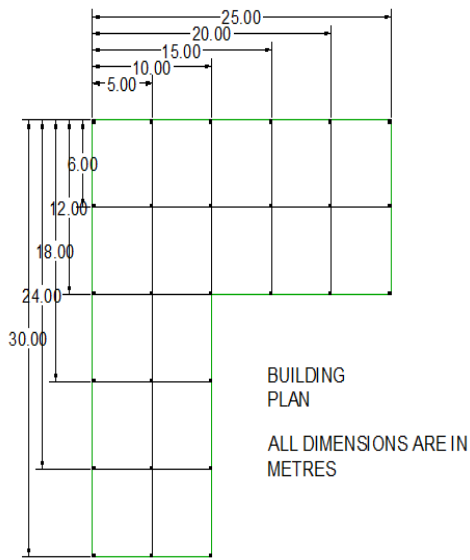 25.00
20.00
15.00
10.00
5.00
6.00
12.00
18.00
24.00
30.00
BUILDING
PLAN
ALL DIMENSIONS ARE IN
METRES